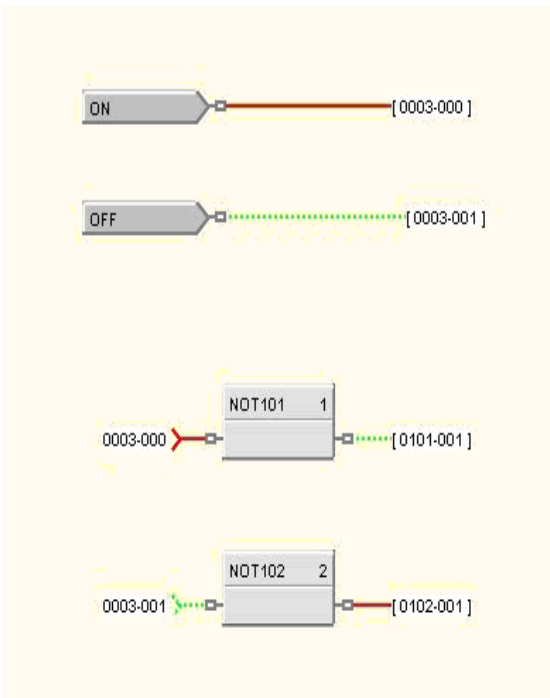 ON [ 0003-000 ]
OFF [ 0003-001 ]
NOT101 1
0003-000 [ 0101-001 ]
NOT102 2
0003-001 [ 0102-001 ]